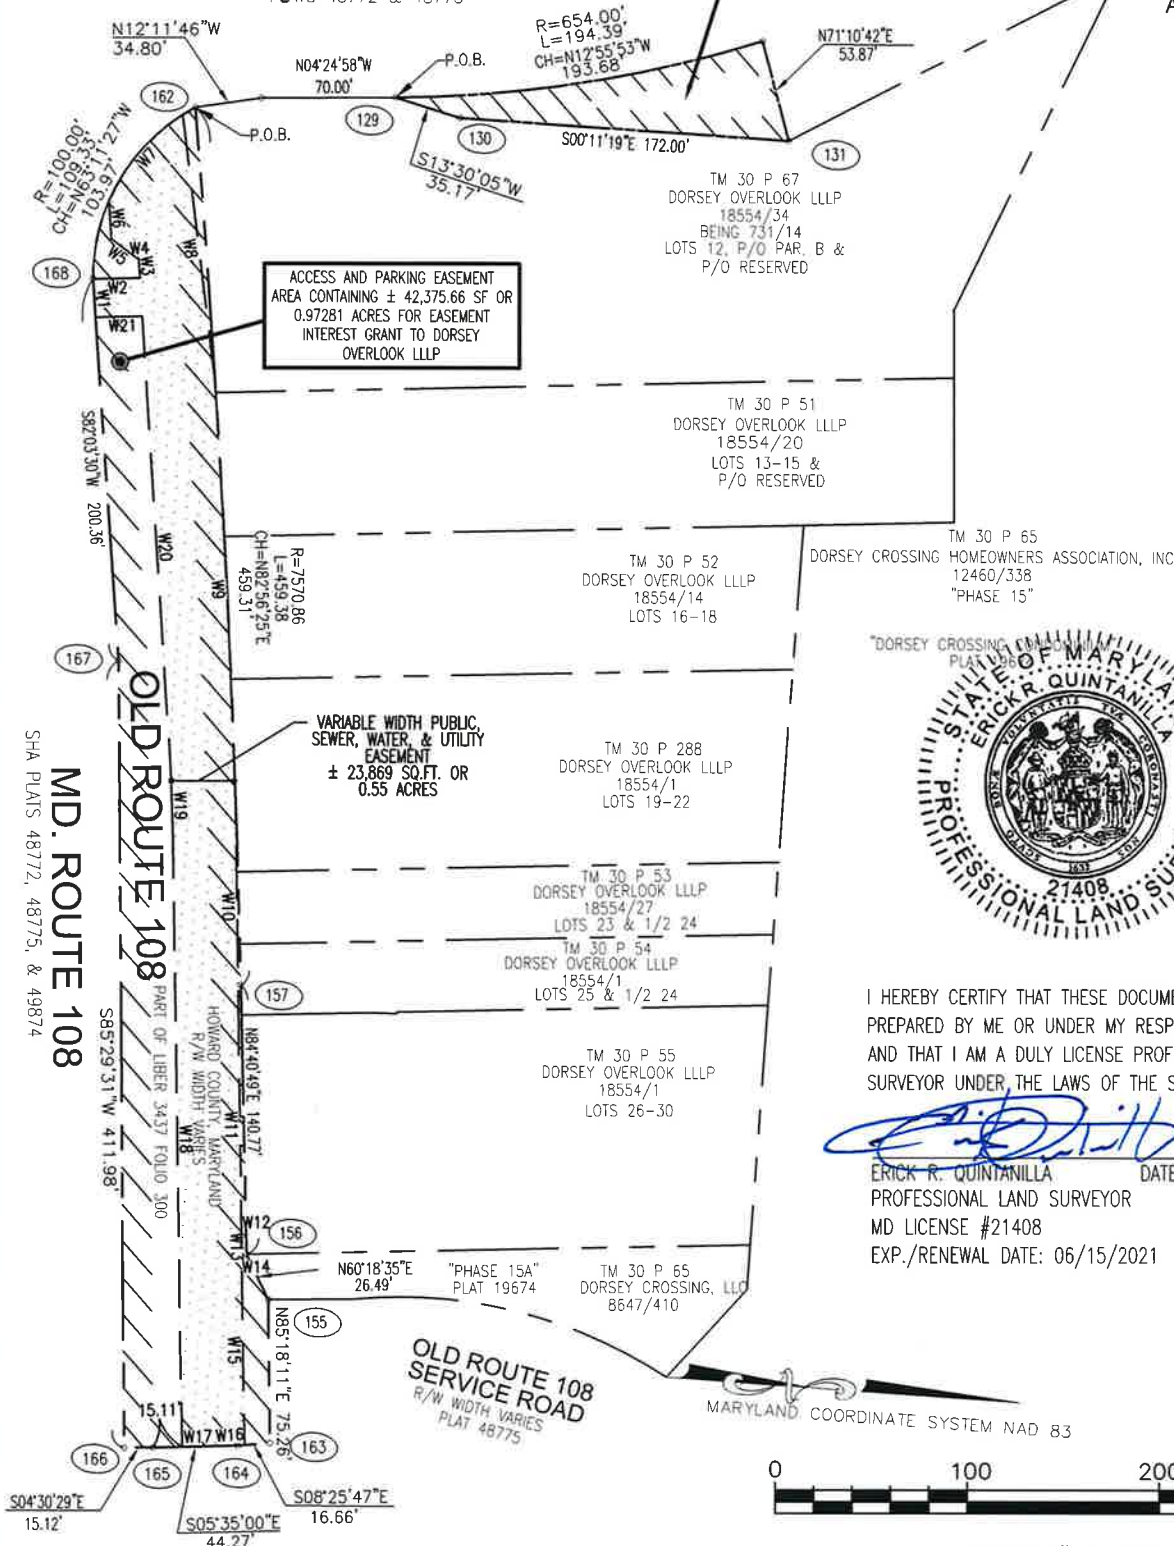 N12°11'46"W
34.80'
N04°24'58"W
70.00'
P.O.B.
R=654.00'
L=194.39'
CH=N12°55'53"W
193.68'
N71°10'42"E
53.87'
162
129
130
131
P.O.B.
S13°30'05"W
35.17'
S00°11'19"E 172.00'
R=100.00'
L=109.33'
CH=N63°11'27"W
103.97'
W7
W6
W8
W5
W4
W3
W2
W1
W21
168
TM 30 P 67
DORSEY OVERLOOK LLLP
18554/34
BEING 731/14
LOTS 12, P/O PAR. B &
P/O RESERVED
ACCESS AND PARKING EASEMENT
AREA CONTAINING ± 42,375.66 SF OR
0.97281 ACRES FOR EASEMENT
INTEREST GRANT TO DORSEY
OVERLOOK LLLP
TM 30 P 51
DORSEY OVERLOOK LLLP
18554/20
LOTS 13-15 &
P/O RESERVED
S82°03'30"W 200.36'
W20
W9
R=7570.86
L=459.38
CH=N82°56'25"E
459.31'
TM 30 P 52
DORSEY OVERLOOK LLLP
18554/14
LOTS 16-18
TM 30 P 65
DORSEY CROSSING HOMEOWNERS ASSOCIATION, INC
12460/338
"PHASE 15"
"DORSEY CROSSING CONDOMINIUM"
STATE OF MARYLAN
ERICK R. QUINTANILLA
21408
PROFESSIONAL LAND SU
167
VARIABLE WIDTH PUBLIC,
SEWER, WATER, & UTILITY
EASEMENT
± 23,869 SQ.FT. OR
0.55 ACRES
TM 30 P 288
DORSEY OVERLOOK LLLP
18554/1
LOTS 19-22
OLD ROUTE 108
PART OF LIBER 3437 FOLIO 300
HOWARD COUNTY, MARYLAND
R/W WIDTH VARIES
MD. ROUTE 108
SHA PLATS 48772, 48775, & 49874
W19
W10
TM 30 P 53
DORSEY OVERLOOK LLLP
18554/27
LOTS 23 & 1/2 24
TM 30 P 54
DORSEY OVERLOOK LLLP
18554/1
LOTS 25 & 1/2 24
157
S85°29'31"W 411.98'
N84°40'49"E 140.77'
W11
W18
TM 30 P 55
DORSEY OVERLOOK LLLP
18554/1
LOTS 26-30
I HEREBY CERTIFY THAT THESE DOCUME
PREPARED BY ME OR UNDER MY RESP
AND THAT I AM A DULY LICENSE PROF
SURVEYOR UNDER THE LAWS OF THE S
ERICK R. QUINTANILLA DATE
PROFESSIONAL LAND SURVEYOR
MD LICENSE #21408
EXP./RENEWAL DATE: 06/15/2021
W12
W13
W14
156
N60°18'35"E
26.49'
"PHASE 15A"
PLAT 19674
TM 30 P 65
DORSEY CROSSING, LLC
8647/410
155
N85°18'11"E 75.26'
W15
OLD ROUTE 108
SERVICE ROAD
R/W WIDTH VARIES
PLAT 48775
MARYLAND COORDINATE SYSTEM NAD 83
15.11'
W17
W16
163
166
165
164
S04°30'29"E
15.12'
S05°35'00"E
44.27'
S08°25'47"E
16.66'
0 100 200